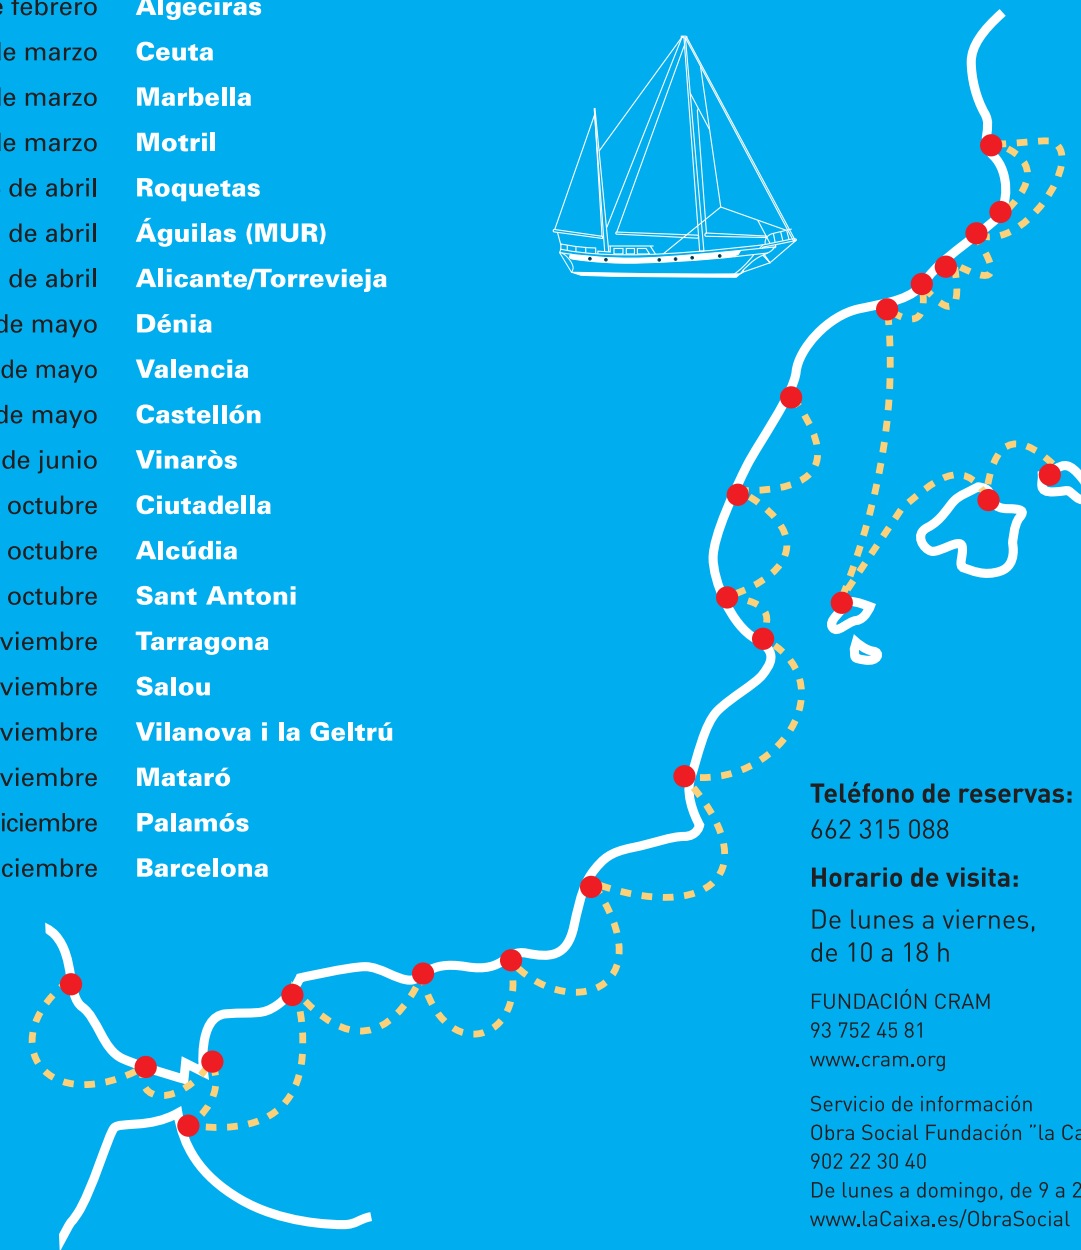 febrero Algeciras
de marzo Ceuta
de marzo Marbella
de marzo Motril
de abril Roquetas
de abril Águilas (MUR)
de abril Alicante/Torrevieja
de mayo Dénia
de mayo Valencia
de mayo Castellón
de junio Vinaròs
octubre Ciutadella
octubre Alcúdia
octubre Sant Antoni
viembre Tarragona
viembre Salou
viembre Vilanova i la Geltrú
viembre Mataró
iciembre Palamós
ciembre Barcelona
Teléfono de reservas:
662 315 088
Horario de visita:
De lunes a viernes,
de 10 a 18 h
FUNDACIÓN CRAM
93 752 45 81
www.cram.org
Servicio de información
Obra Social Fundación "la Ca
902 22 30 40
De lunes a domingo, de 9 a 2
www.laCaixa.es/ObraSocial